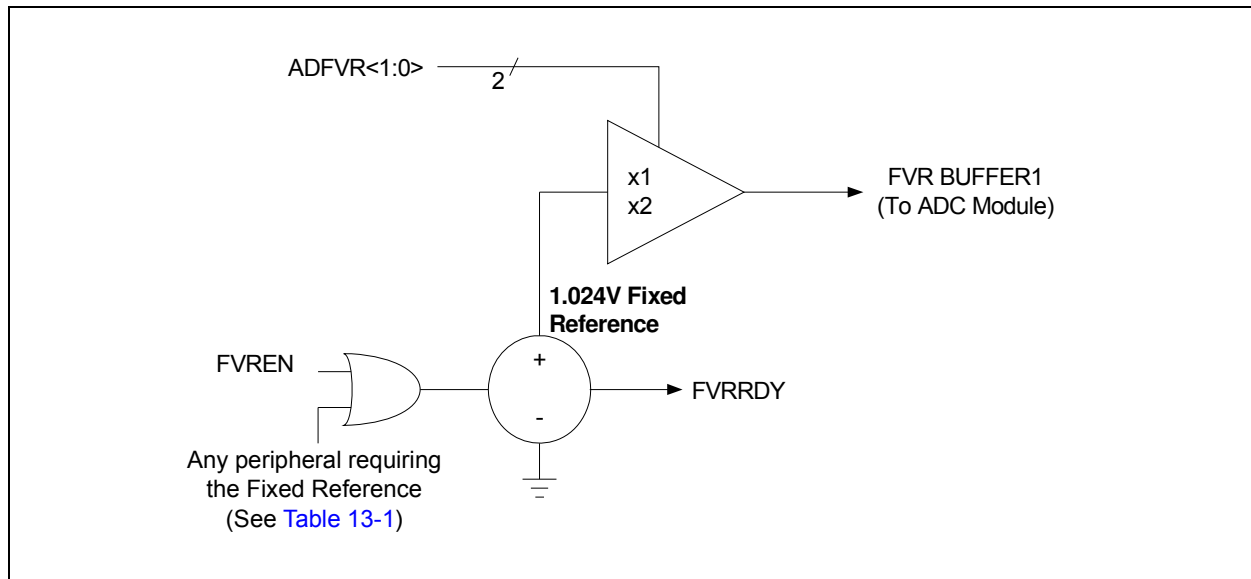 ADFVR<1:0>
2
x1
x2
FVR BUFFER1
(To ADC Module)
1.024V Fixed
Reference
FVREN
+
-
FVRRDY
Any peripheral requiring
the Fixed Reference
(See Table 13-1)